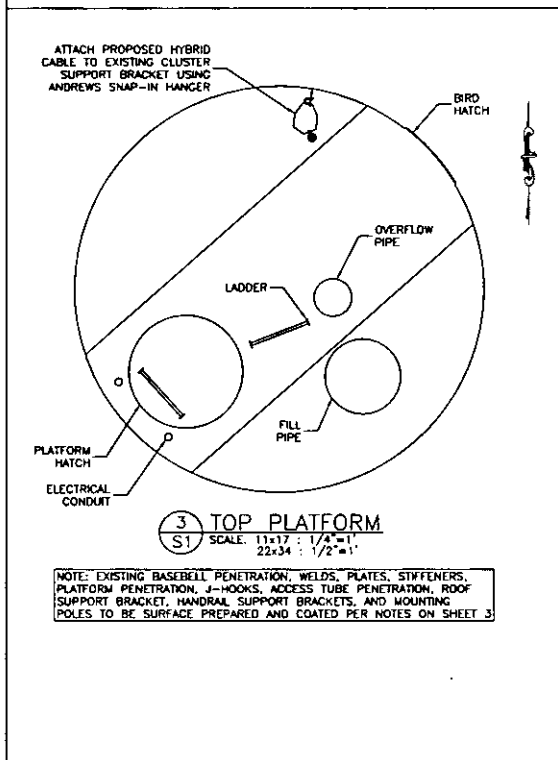 ATTACH PROPOSED HYBRID
CABLE TO EXISTING CLUSTER
SUPPORT BRACKET USING
ANDREWS SNAP-IN HANGER
BIRD
HATCH
OVERFLOW
PIPE
LADDER
FILL
PIPE
PLATFORM
HATCH
ELECTRICAL
CONDUIT
3
S1
TOP PLATFORM
SCALE: 11x17 : 1/4"=1'
22x34 : 1/2"=1'
NOTE: EXISTING BASEBELL PENETRATION, WELDS, PLATES, STIFFENERS,
PLATFORM PENETRATION, J-HOOKS, ACCESS TUBE PENETRATION, ROOF
SUPPORT BRACKET, HANDRAIL SUPPORT BRACKETS, AND MOUNTING
POLES TO BE SURFACE PREPARED AND COATED PER NOTES ON SHEET 3